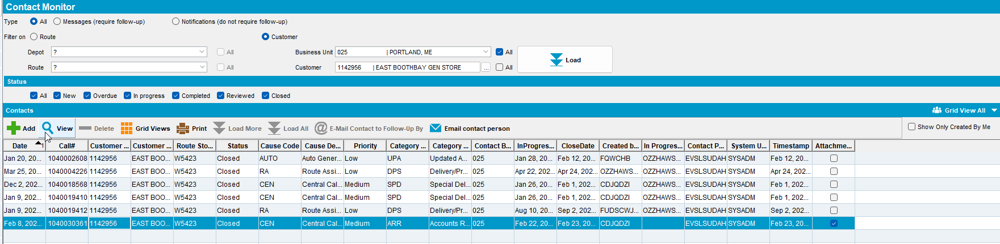 Contact Monitor
Type All Messages (require follow-up) Notifications (do not require follow-up)
Filter on Route Customer
Depot ? All Business Unit 025 | PORTLAND, ME All Load
Route ? All Customer 1142956 | EAST BOOTHBAY GEN STORE ... All
Status
All New Overdue In progress Completed Reviewed Closed
Contacts Grid View All
Add View Delete Grid Views Print Load More Load All E-Mail Contact to Follow-Up By Email contact person Show Only Created By Me
Date 1 Call# Customer ... Customer ... Route Sto... Status Cause Code Cause De... Priority Category ... Category ... Contact B... InProgres... CloseDate Created b... In Progres... Contact P... System U... Timestamp Attachme...
Jan 20, 20... 1040002608 1142956 EAST BOO... W5423 Closed AUTO Auto Gener... Low UPA Updated A... 025 Jan 28, 20... Feb 12, 20... FQWCHB OZZHAWS... EVSLSUDAH SYSADM Feb 12, 20...
Mar 25, 20... 1040004226 1142956 EAST BOO... W5423 Closed RA Route Assi... Low DPS Delivery/Pr... 025 Apr 22, 202... Apr 24, 202... OZZHAWS... OZZHAWS... EVSLSUDAH SYSADM Apr 24, 202...
Dec 2, 202... 1040018568 1142956 EAST BOO... W5423 Closed CEN Central Cal... Medium SPD Special Del... 025 Jan 26, 20... Feb 1, 202... CDJQDZI OZZHAWS... EVSLSUDAH SYSADM Feb 1, 202...
Jan 9, 202... 1040019410 1142956 EAST BOO... W5423 Closed CEN Central Cal... Medium SPD Special Del... 025 Jan 26, 20... Feb 1, 202... CDJQDZI OZZHAWS... EVSLSUDAH SYSADM Feb 1, 202...
Jan 9, 202... 1040019412 1142956 EAST BOO... W5423 Closed RA Route Assi... Low DPS Delivery/Pr... 025 Aug 10, 202... Sep 2, 202... FUDSCWJ... OZZHAWS... EVSLSUDAH SYSADM Sep 2, 202...
Feb 8, 202... 1040030361 1142956 EAST BOO... W5423 Closed CEN Central Cal... Medium ARR Accounts R... 025 Feb 22, 20... Feb 23, 20... CDJQDZI EVSLSUDAH SYSADM Feb 23, 20...